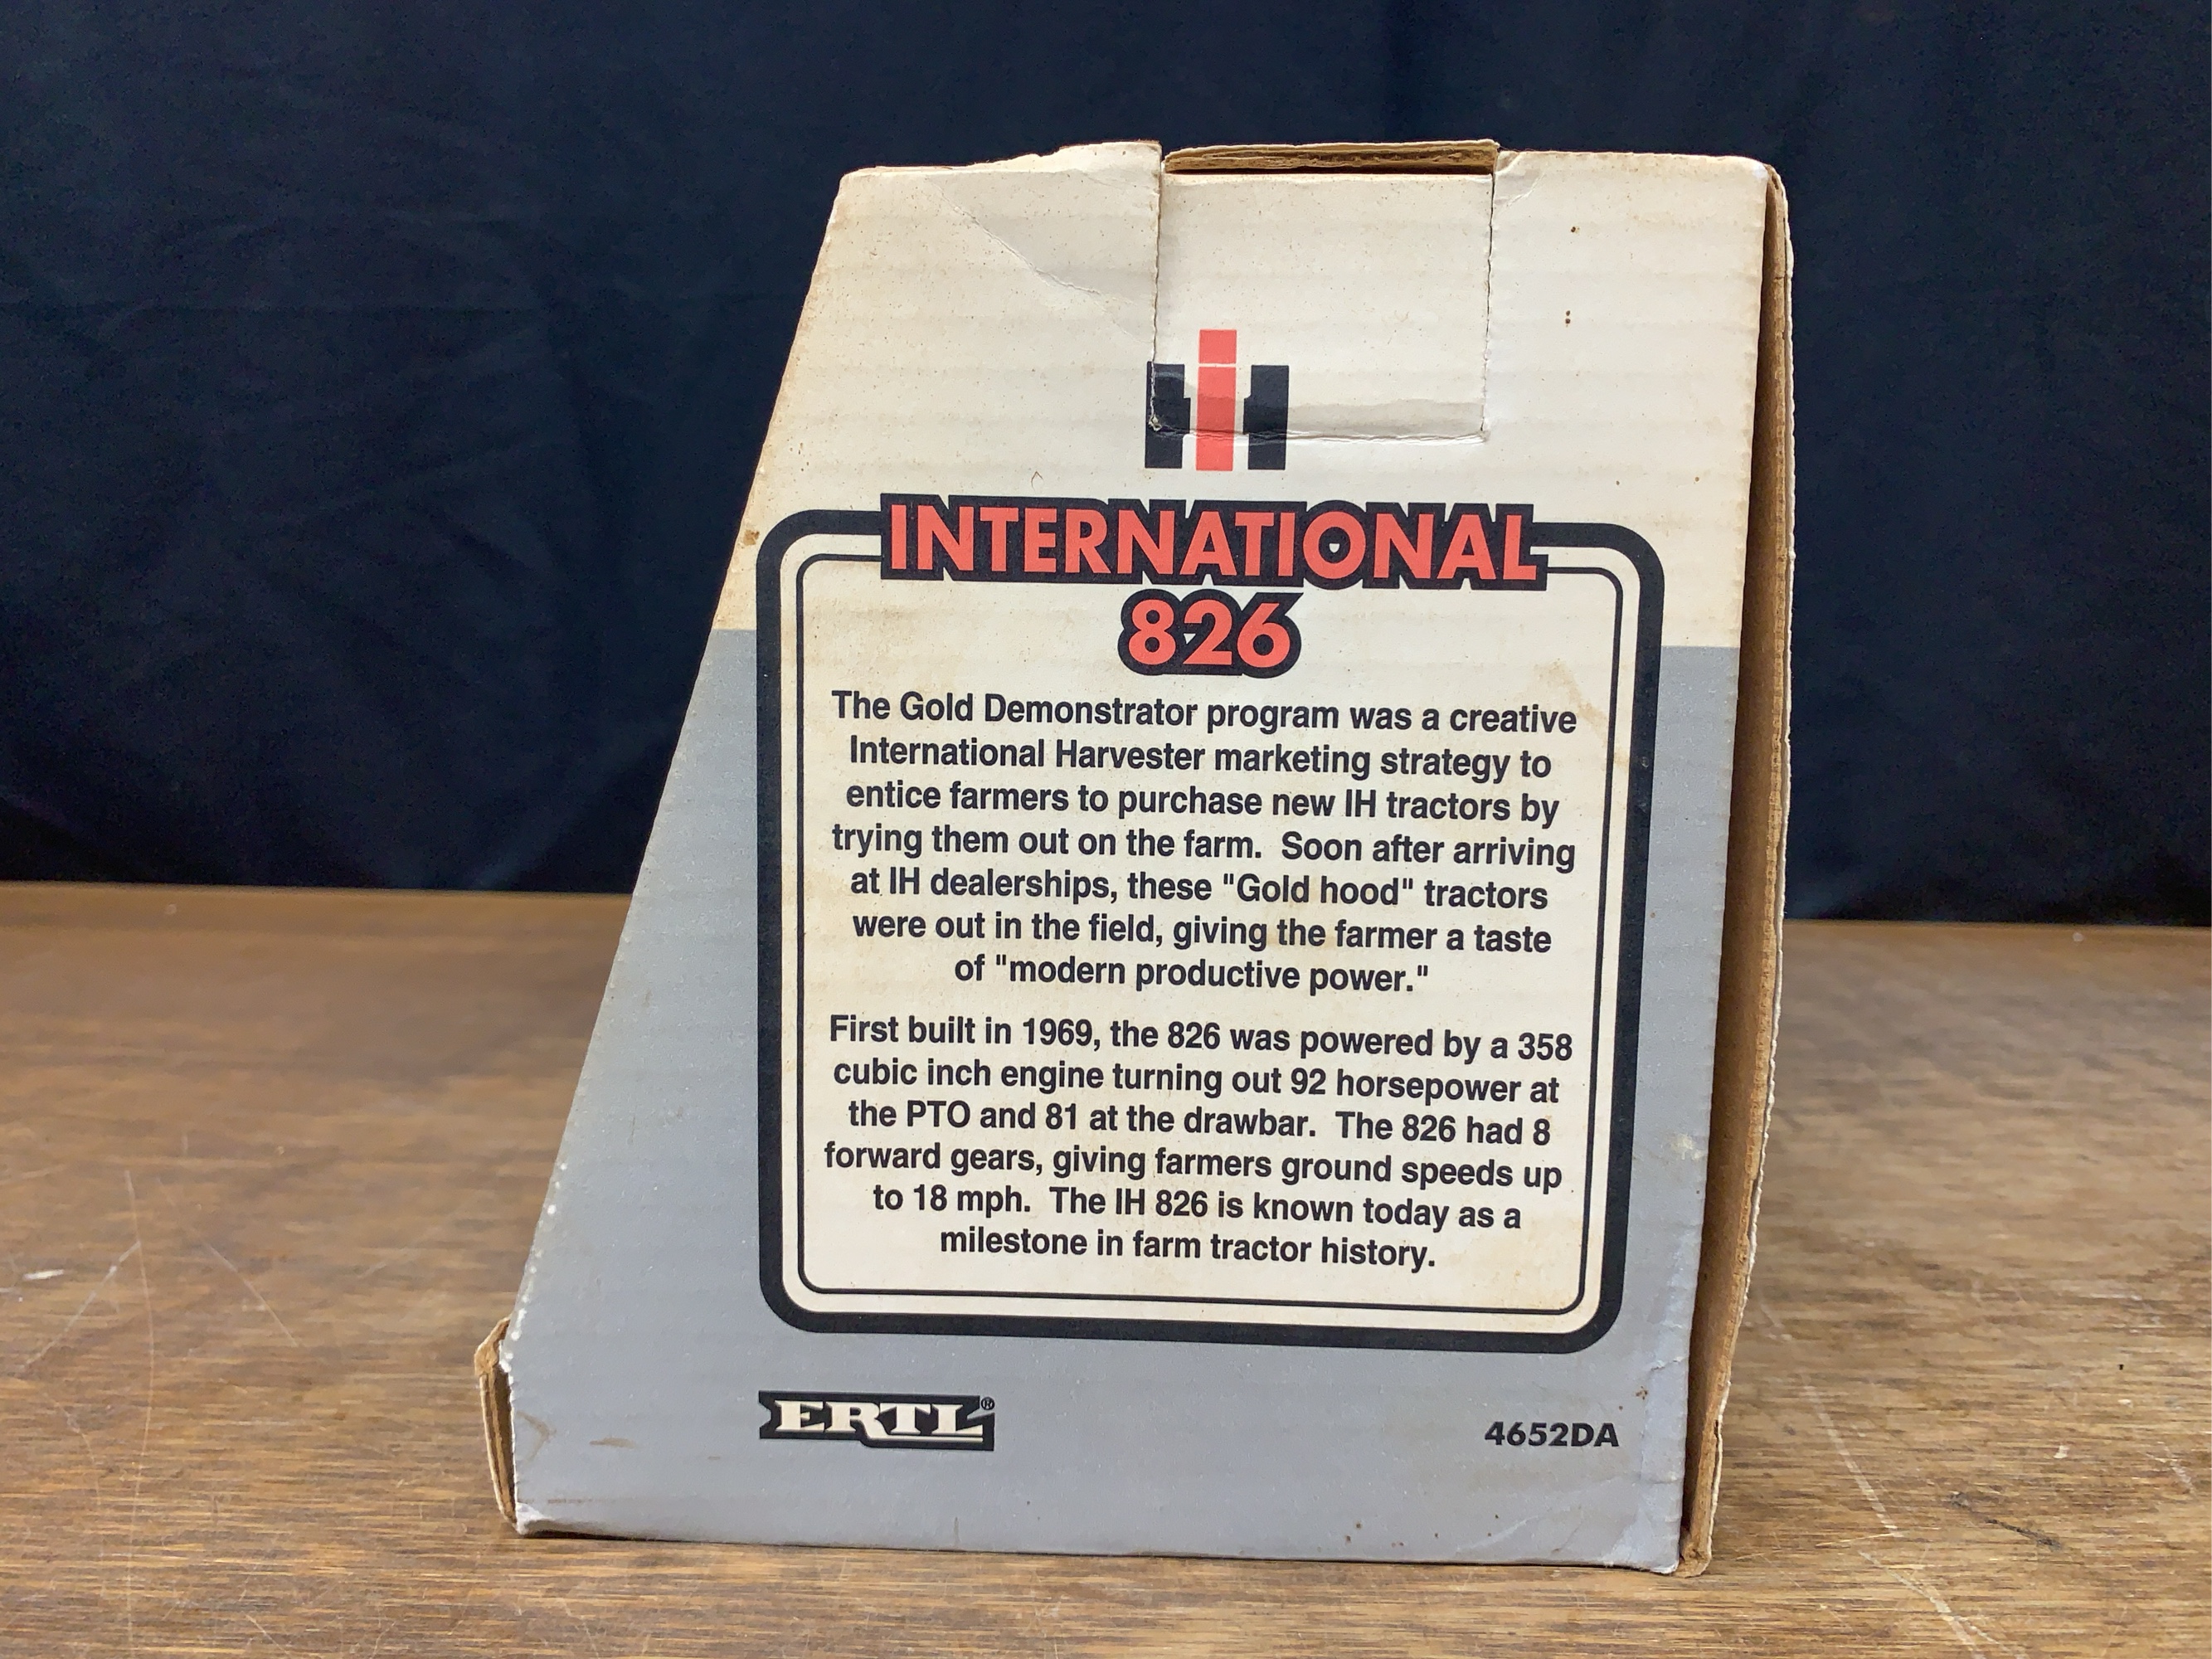 IH
INTERNATIONAL
826
The Gold Demonstrator program was a creative
International Harvester marketing strategy to
entice farmers to purchase new IH tractors by
trying them out on the farm.  Soon after arriving
at IH dealerships, these "Gold hood" tractors
were out in the field, giving the farmer a taste
of "modern productive power."
First built in 1969, the 826 was powered by a 358
cubic inch engine turning out 92 horsepower at
the PTO and 81 at the drawbar.  The 826 had 8
forward gears, giving farmers ground speeds up
to 18 mph.  The IH 826 is known today as a
milestone in farm tractor history.
ERTL®
4652DA